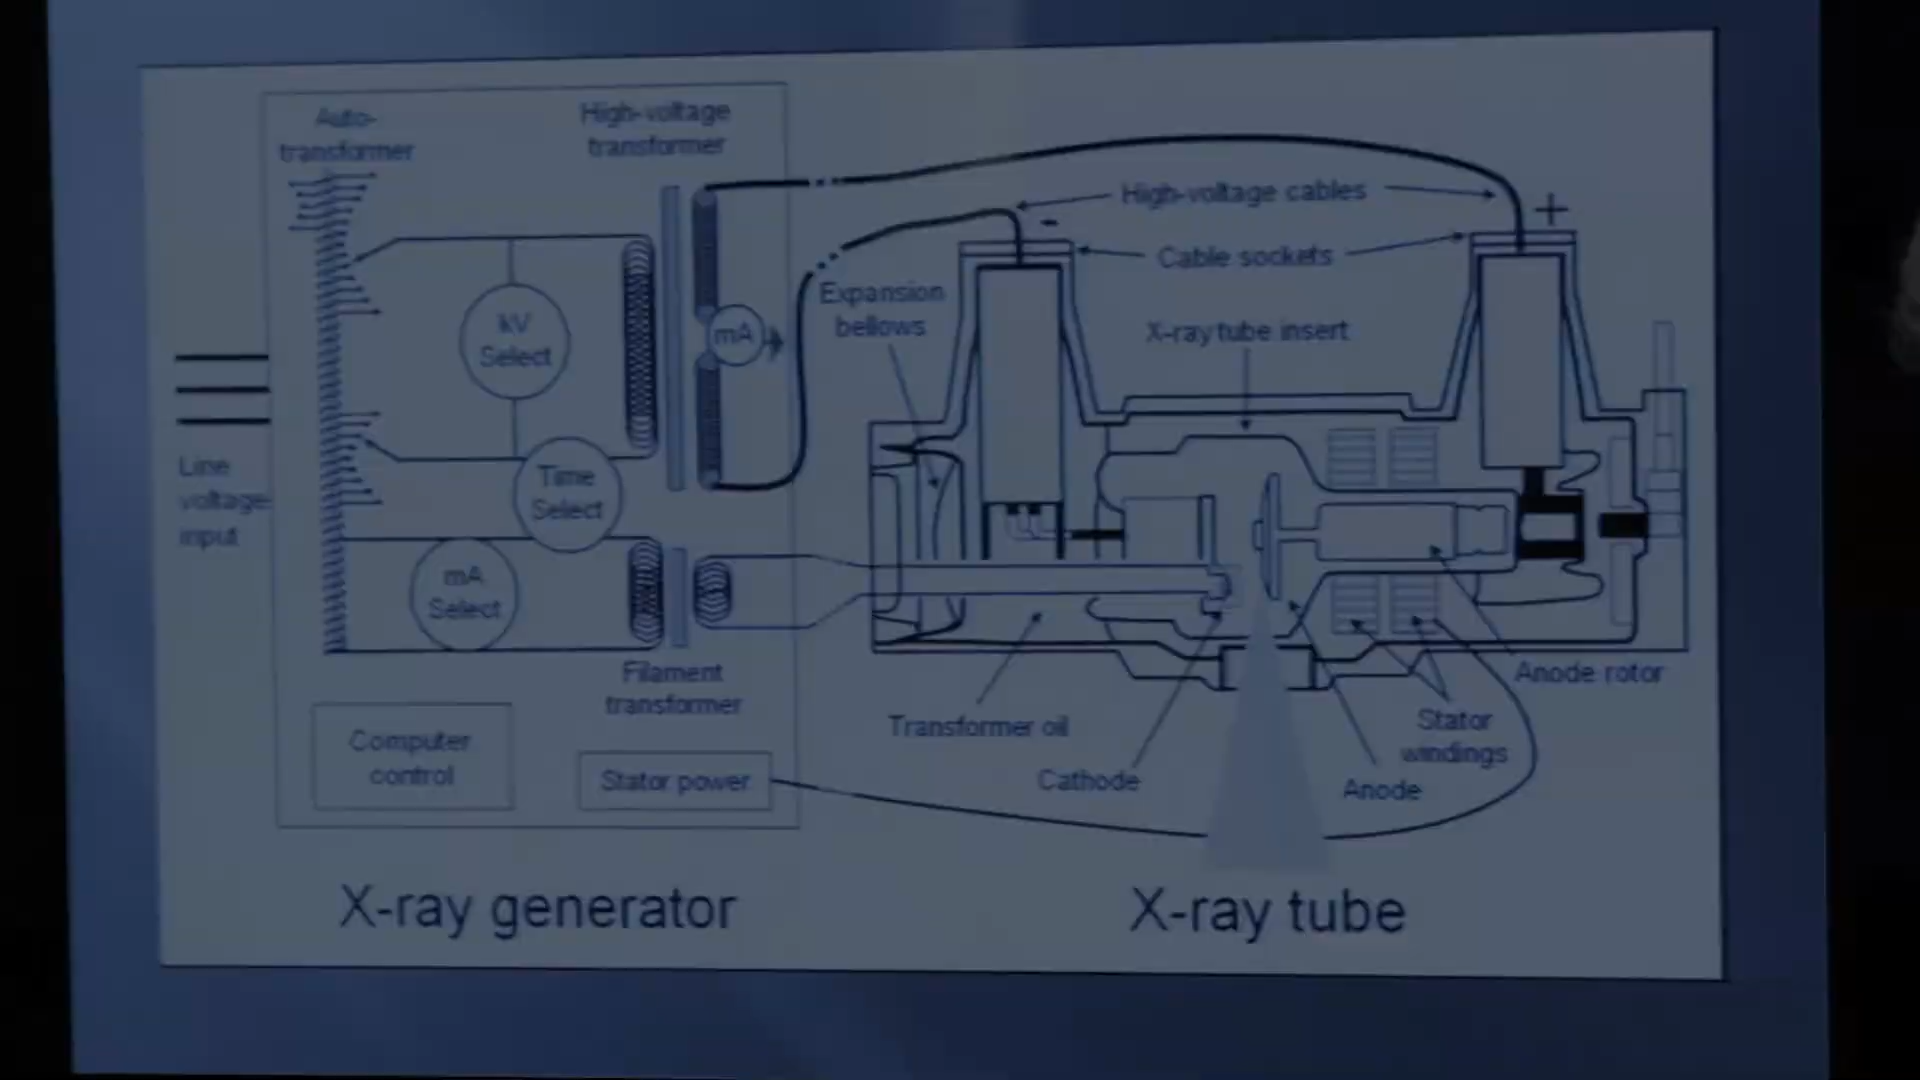 Auto-
transformer
High-voltage
transformer
High-voltage cables
+
-
Cable sockets
Expansion
bellows
kV
Select
mA
X-ray tube insert
Line
voltage
input
Time
Select
mA
Select
Filament
transformer
Anode rotor
Transformer oil
Stator
windings
Computer
control
Stator power
Cathode
Anode
X-ray generator
X-ray tube